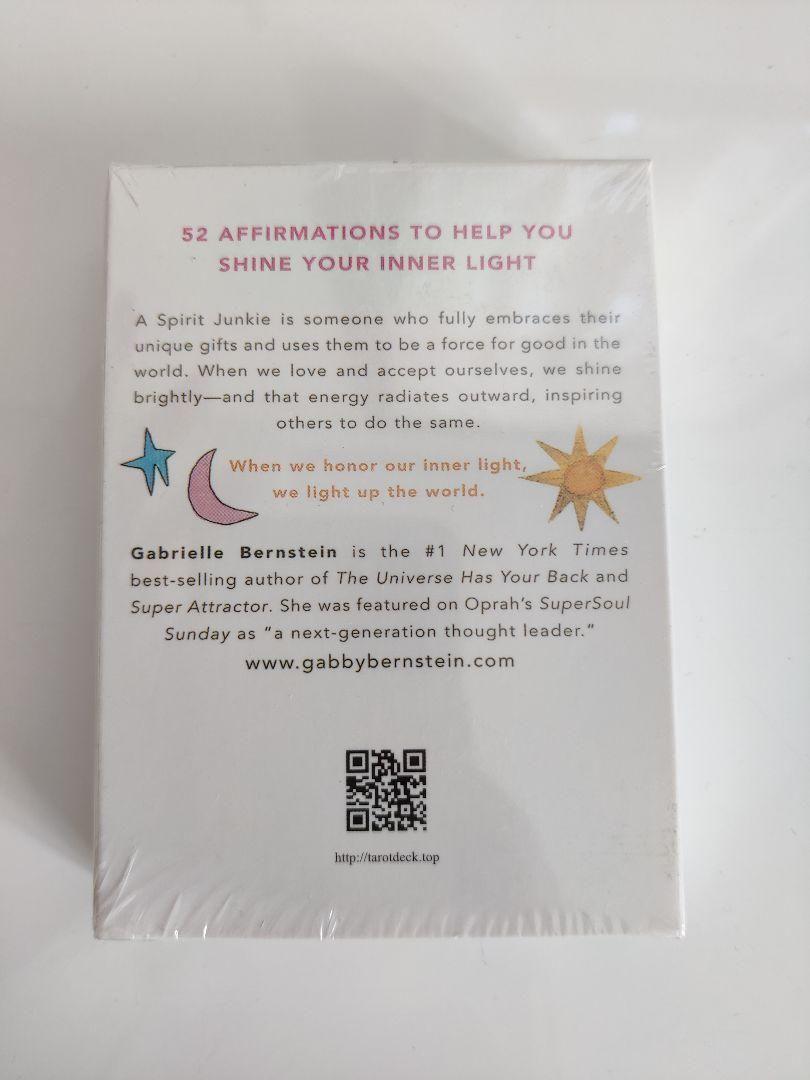 52 AFFIRMATIONS TO HELP YOU
SHINE YOUR INNER LIGHT
A Spirit Junkie is someone who fully embraces their
unique gifts and uses them to be a force for good in the
world. When we love and accept ourselves, we shine
brightly—and that energy radiates outward, inspiring
others to do the same.
When we honor our inner light,
we light up the world.
Gabrielle Bernstein is the #1 New York Times
best-selling author of The Universe Has Your Back and
Super Attractor. She was featured on Oprah's SuperSoul
Sunday as "a next-generation thought leader."
www.gabbybernstein.com
http://tarotdeck.top